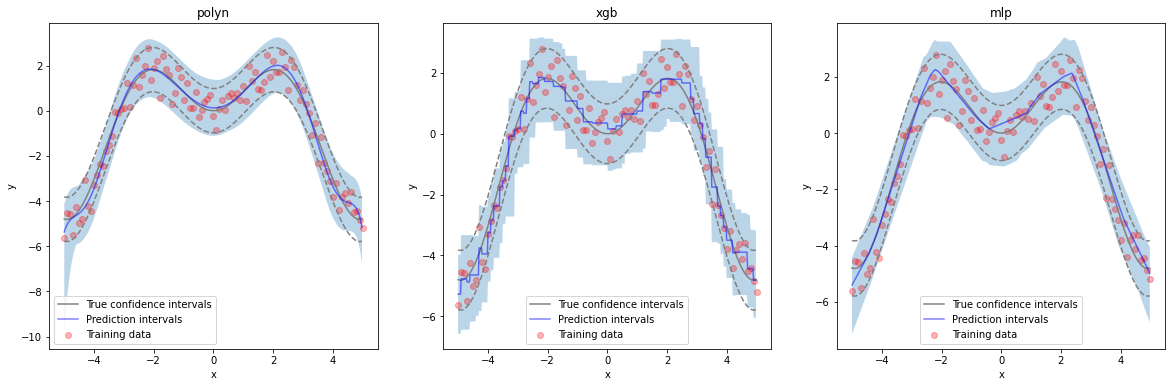 polyn
y
2
0
−2
−4
−6
−8
−10
−4
−2
0
2
4
x
True confidence intervals
Prediction intervals
Training data
xgb
y
2
0
−2
−4
−6
−4
−2
0
2
4
x
True confidence intervals
Prediction intervals
Training data
mlp
y
2
0
−2
−4
−6
−4
−2
0
2
4
x
True confidence intervals
Prediction intervals
Training data